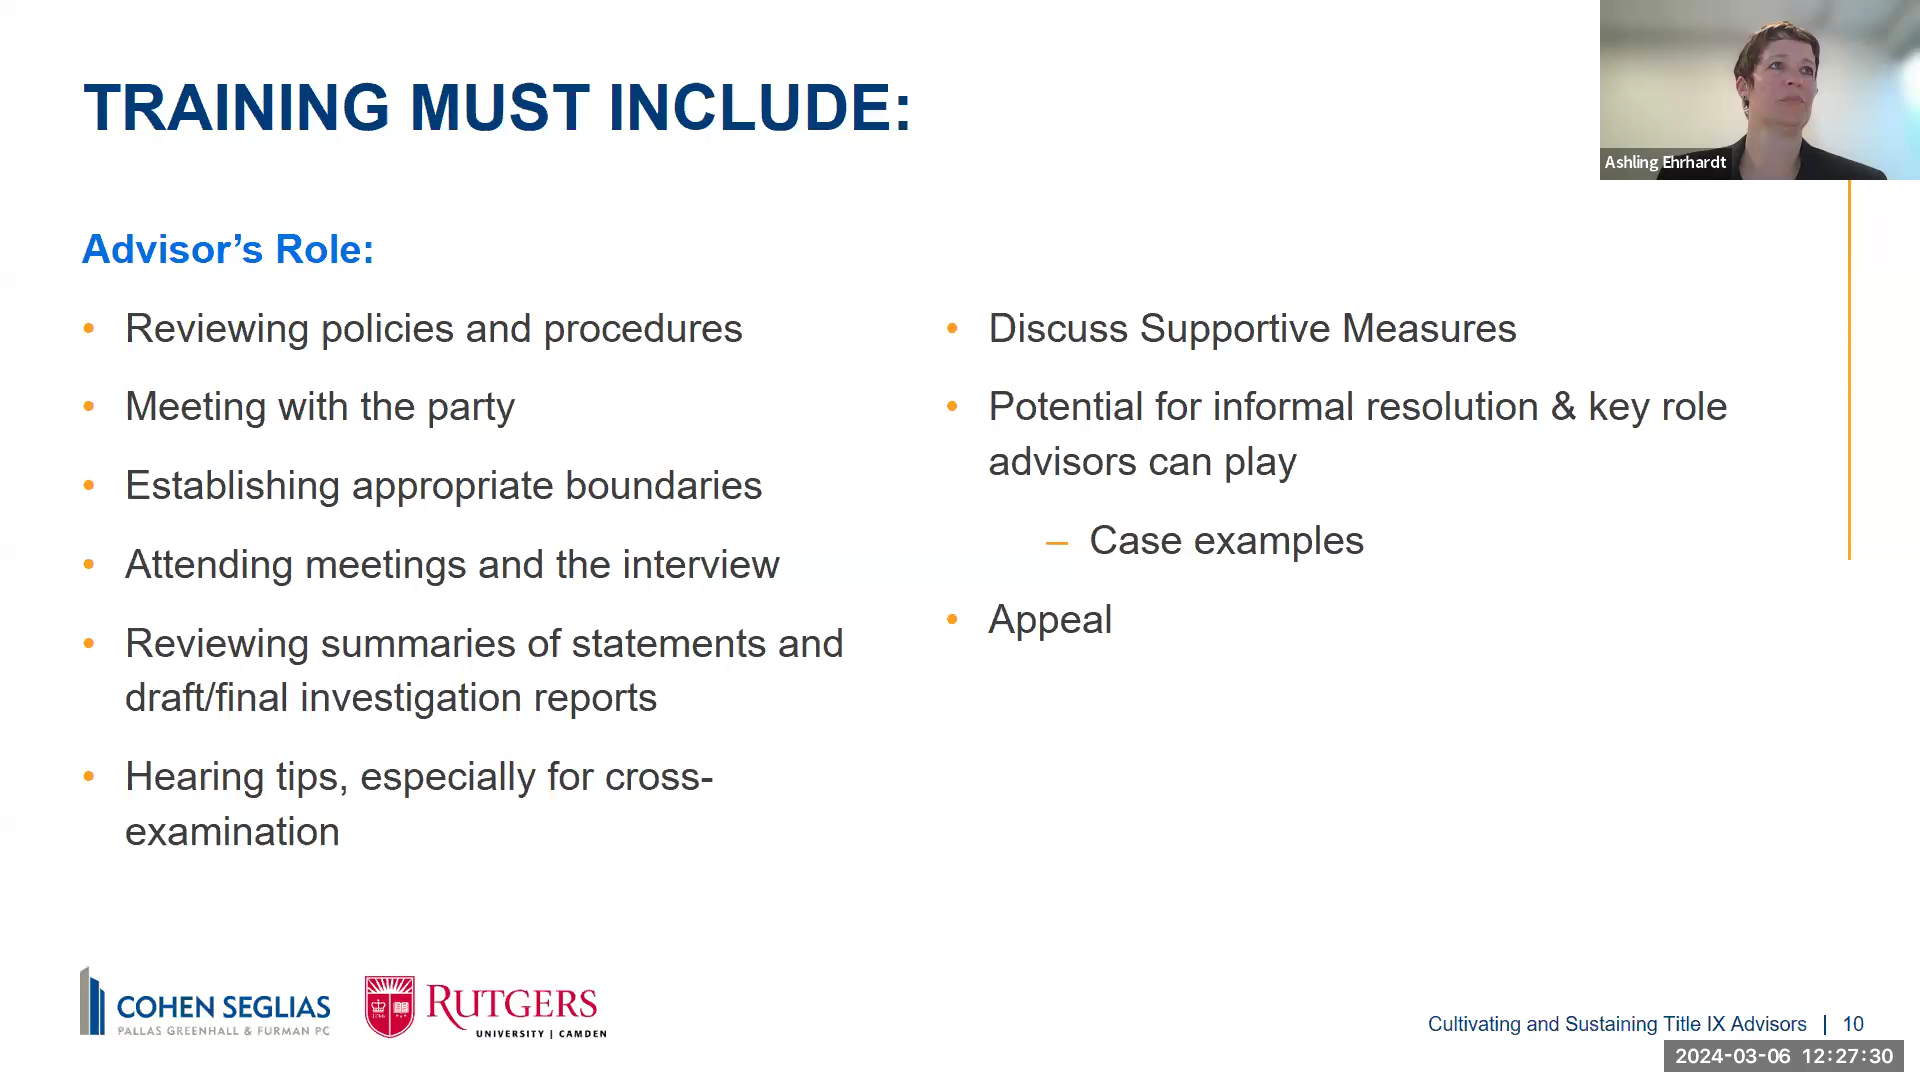 TRAINING MUST INCLUDE:
Ashling Ehrhardt
Advisor’s Role:
• Reviewing policies and procedures
• Meeting with the party
• Establishing appropriate boundaries
• Attending meetings and the interview
• Reviewing summaries of statements and
draft/final investigation reports
• Hearing tips, especially for cross-
examination
• Discuss Supportive Measures
• Potential for informal resolution & key role
advisors can play
– Case examples
• Appeal
COHEN SEGLIAS
PALLAS GREENHALL & FURMAN PC
1766
RUTGERS
UNIVERSITY | CAMDEN
Cultivating and Sustaining Title IX Advisors | 10
2024-03-06 12:27:30